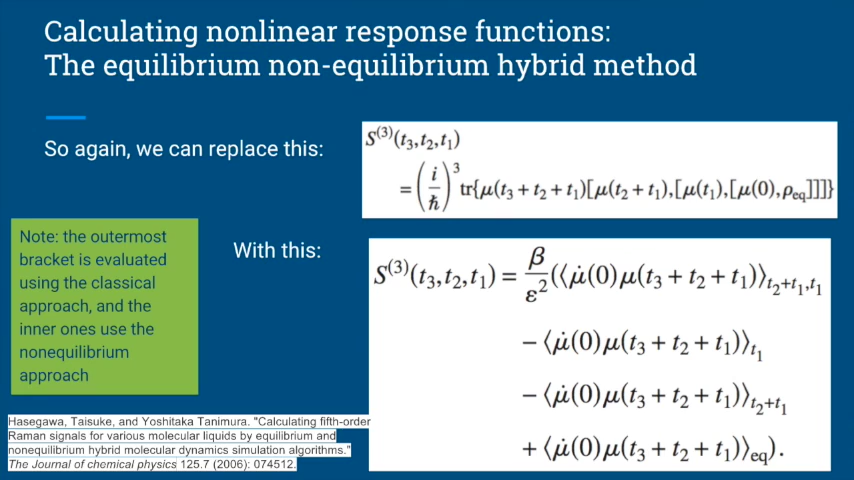 Calculating nonlinear response functions:
The equilibrium non-equilibrium hybrid method
So again, we can replace this:
S⁽³⁾(t₃,t₂,t₁)
= (i/ħ)³ tr{μ(t₃ + t₂ + t₁)[μ(t₂ + t₁),[μ(t₁),[μ(0),ρ_eq]]]}
Note: the outermost
bracket is evaluated
using the classical
approach, and the
inner ones use the
nonequilibrium
approach
With this:
S⁽³⁾(t₃,t₂,t₁) = β/ε² (⟨μ̇(0)μ(t₃ + t₂ + t₁)⟩_{t₂+t₁,t₁}
− ⟨μ̇(0)μ(t₃ + t₂ + t₁)⟩_{t₁}
− ⟨μ̇(0)μ(t₃ + t₂ + t₁)⟩_{t₂+t₁}
+ ⟨μ̇(0)μ(t₃ + t₂ + t₁)⟩_{eq}).
Hasegawa, Taisuke, and Yoshitaka Tanimura. "Calculating fifth-order
Raman signals for various molecular liquids by equilibrium and
nonequilibrium hybrid molecular dynamics simulation algorithms."
The Journal of chemical physics 125.7 (2006): 074512.